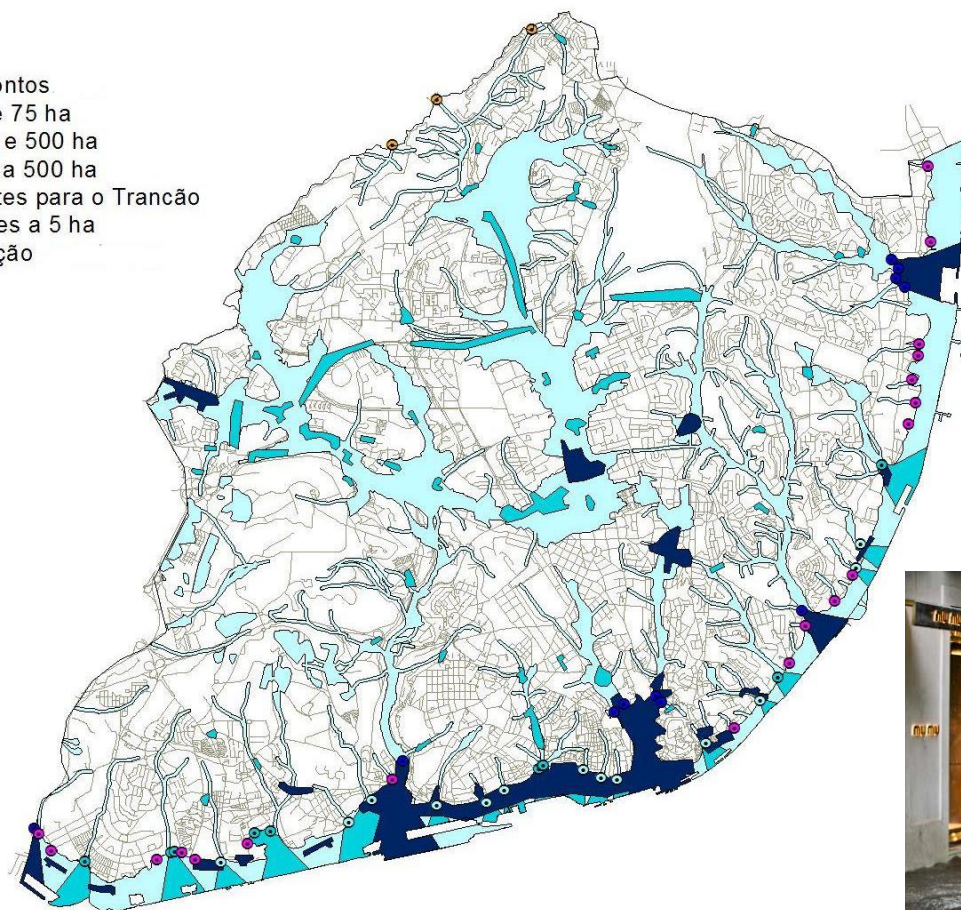 ontos
e 75 ha
e 500 ha
a 500 ha
tes para o Trancão
es a 5 ha
ção
miu miu